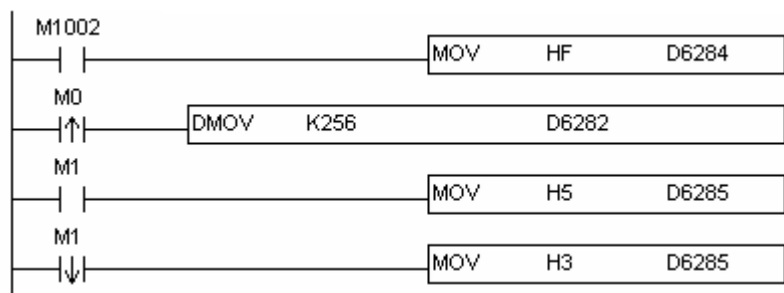 M1002
MOV HF D6284
M0
DMOV K256 D6282
M1
MOV H5 D6285
M1
MOV H3 D6285